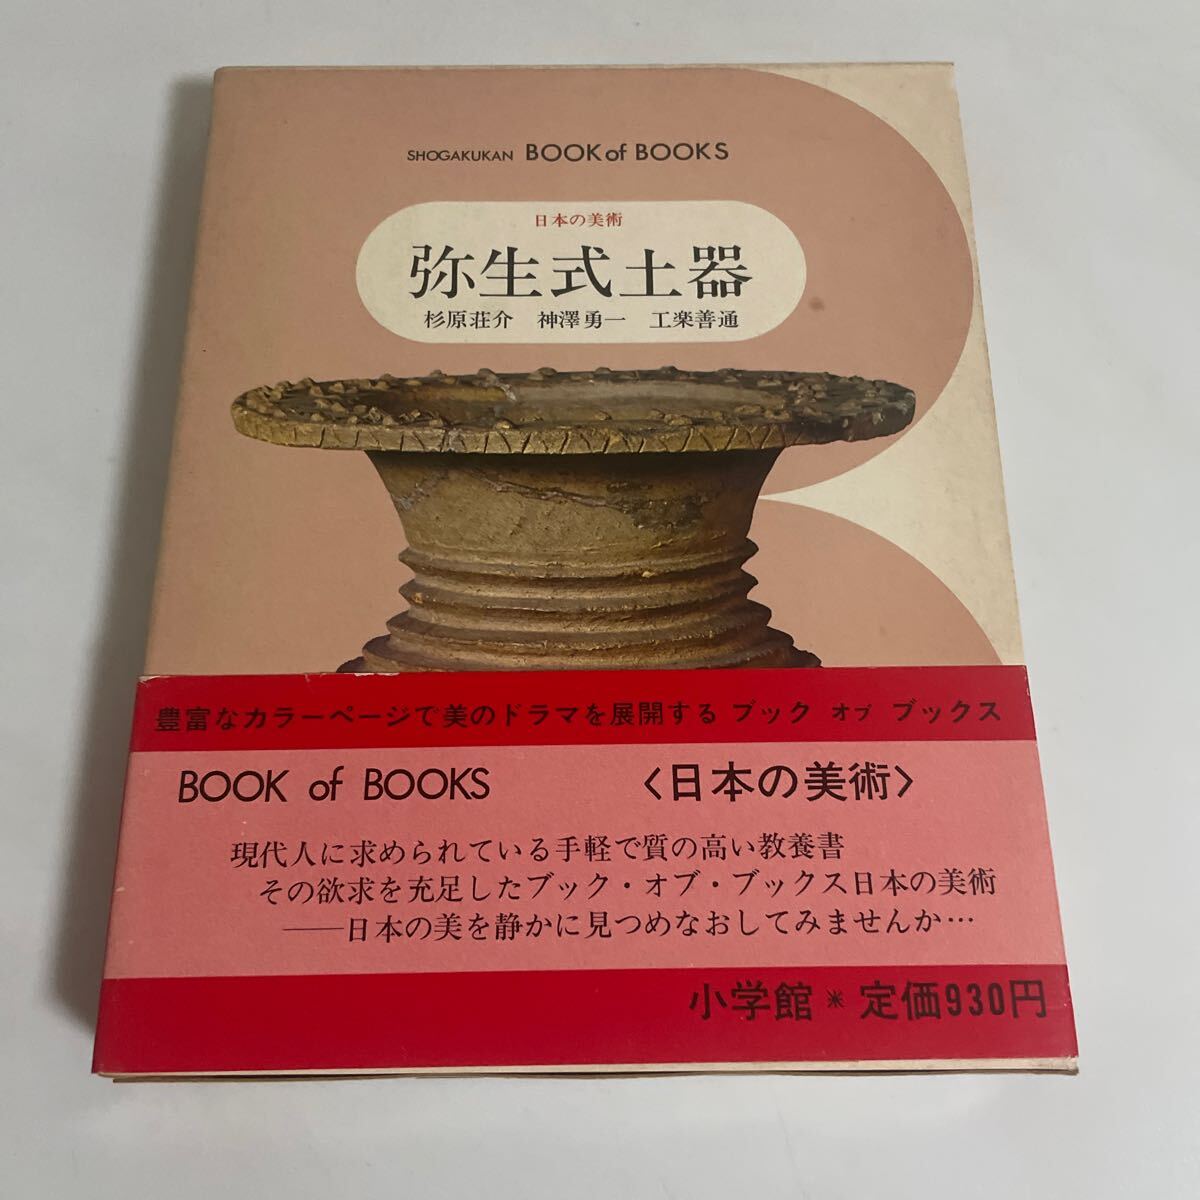 SHOGAKUKAN BOOK of BOOKS
日本の美術
弥生式土器
杉原荘介 神澤勇一 工楽善通
豊富なカラーページで美のドラマを展開する ブック オブ ブックス
BOOK of BOOKS 〈日本の美術〉
現代人に求められている手軽で質の高い教養書
その欲求を充足したブック・オブ・ブックス日本の美術
――日本の美を静かに見つめなおしてみませんか…
小学館 ＊ 定価930円